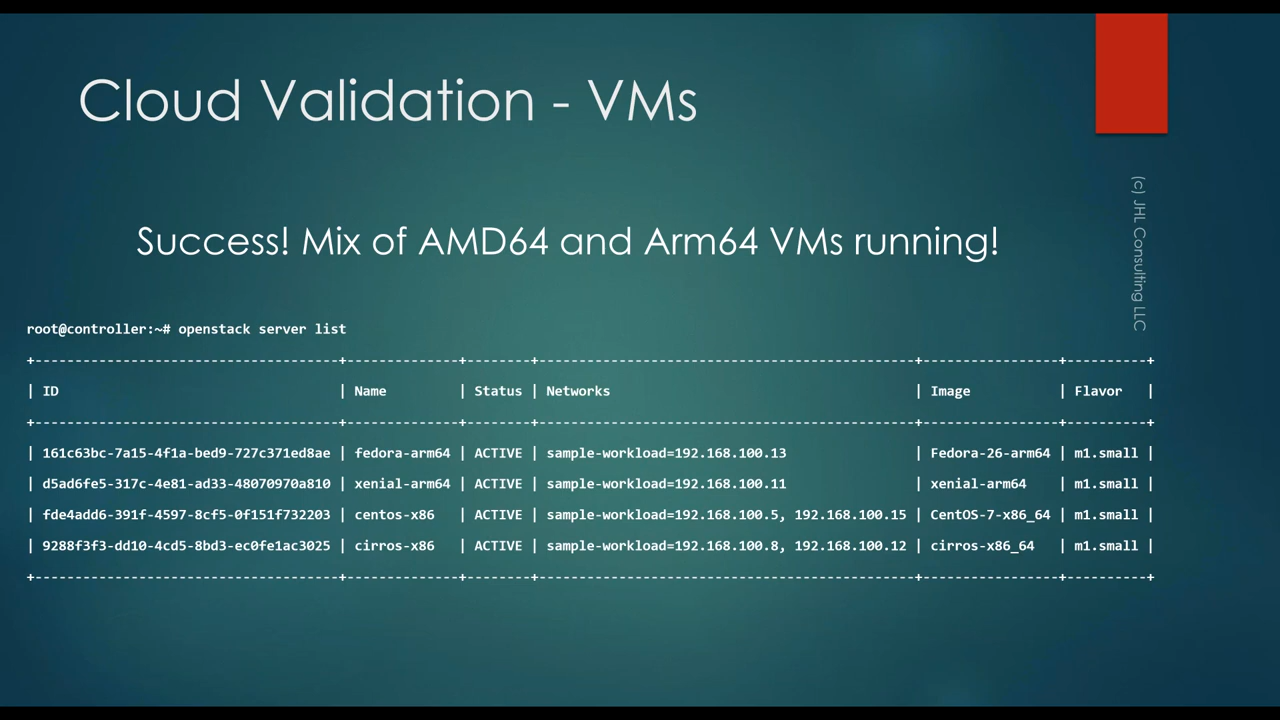 Cloud Validation - VMs
(c) JHL Consulting LLC
Success! Mix of AMD64 and Arm64 VMs running!
root@controller:~# openstack server list
+--------------------------------------+--------------+--------+-----------------------------------------------+-----------------+----------+
| ID                                   | Name         | Status | Networks                                      | Image           | Flavor   |
+--------------------------------------+--------------+--------+-----------------------------------------------+-----------------+----------+
| 161c63bc-7a15-4f1a-bed9-727c371ed8ae | fedora-arm64 | ACTIVE | sample-workload=192.168.100.13                | Fedora-26-arm64 | m1.small |
| d5ad6fe5-317c-4e81-ad33-48070970a810 | xenial-arm64 | ACTIVE | sample-workload=192.168.100.11                | xenial-arm64    | m1.small |
| fde4add6-391f-4597-8cf5-0f151f732203 | centos-x86   | ACTIVE | sample-workload=192.168.100.5, 192.168.100.15 | CentOS-7-x86_64 | m1.small |
| 9288f3f3-dd10-4cd5-8bd3-ec0fe1ac3025 | cirros-x86   | ACTIVE | sample-workload=192.168.100.8, 192.168.100.12 | cirros-x86_64   | m1.small |
+--------------------------------------+--------------+--------+-----------------------------------------------+-----------------+----------+